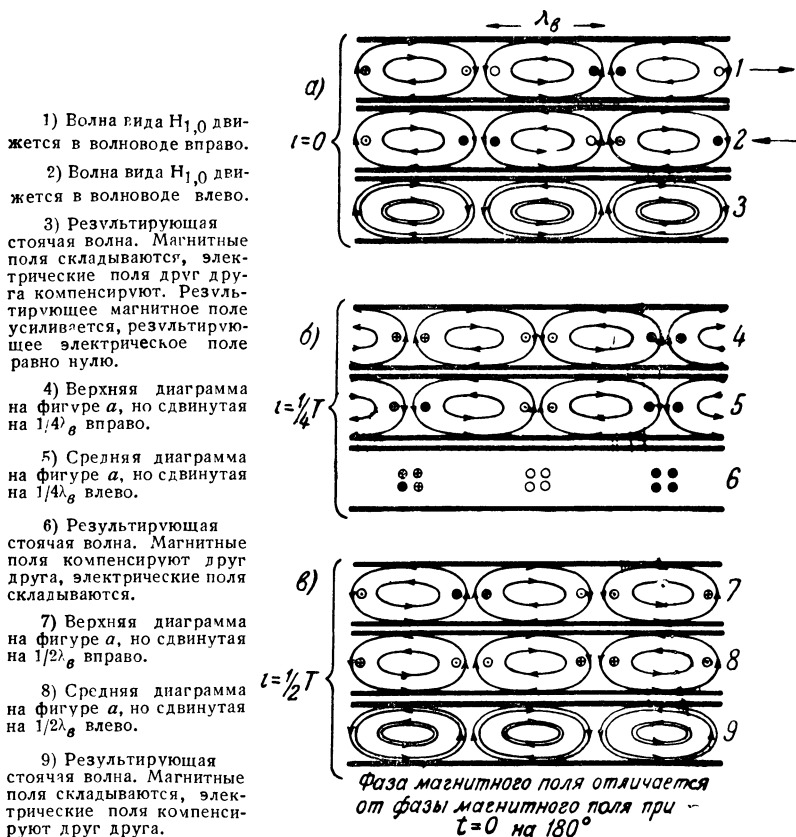 1) Волна вида H1,0 дви-
жется в волноводе вправо.
2) Волна вида H1,0 дви-
жется в волноводе влево.
3) Результирующая
стоячая волна. Магнитные
поля складываются, элек-
трические поля друг дру-
га компенсируют. Резуль-
тирующее магнитное поле
усиливается, результирую-
щее электрическое поле
равно нулю.
4) Верхняя диаграмма
на фигуре а, но сдвинутая
на 1/4λв вправо.
5) Средняя диаграмма
на фигуре а, но сдвинутая
на 1/4λв влево.
6) Результирующая
стоячая волна. Магнитные
поля компенсируют друг
друга, электрические поля
складываются.
7) Верхняя диаграмма
на фигуре а, но сдвинутая
на 1/2λв вправо.
8) Средняя диаграмма
на фигуре а, но сдвинутая
на 1/2λв влево.
9) Результирующая
стоячая волна. Магнитные
поля складываются, элек-
трические поля компенси-
руют друг друга.
λв
а)
t=0
1
2
3
б)
t=1/4T
4
5
6
в)
t=1/2T
7
8
9
Фаза магнитного поля отличается
от фазы магнитного поля при
t=0 на 180°